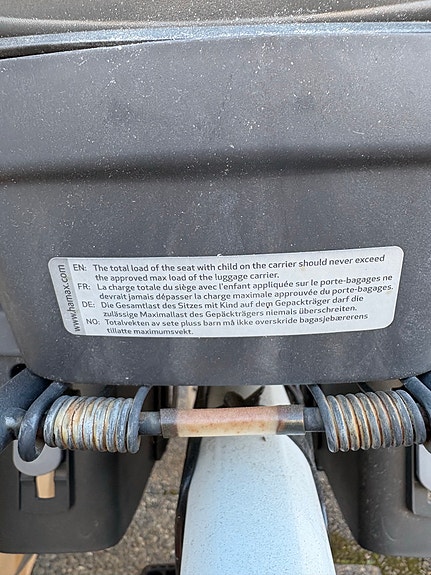 www.hamax.com
EN: The total load of the seat with child on the carrier should never exceed
the approved max load of the luggage carrier.
FR: La charge totale du siège avec l'enfant appliquée sur le porte-bagages ne
devrait jamais dépasser la charge maximale approuvée du porte-bagages.
DE: Die Gesamtlast des Sitzes mit Kind auf dem Gepackträger darf die
zulässige Maximallast des Gepäckträgers niemals überschreiten.
NO: Totalvekten av sete pluss barn må ikke overskride bagasjebærerens
tillatte maximumsvekt.